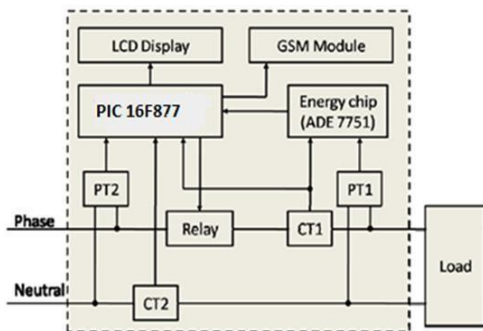 LCD Display
GSM Module
PIC 16F877
Energy chip
(ADE 7751)
PT2
PT1
Phase
Relay
CT1
Load
Neutral
CT2